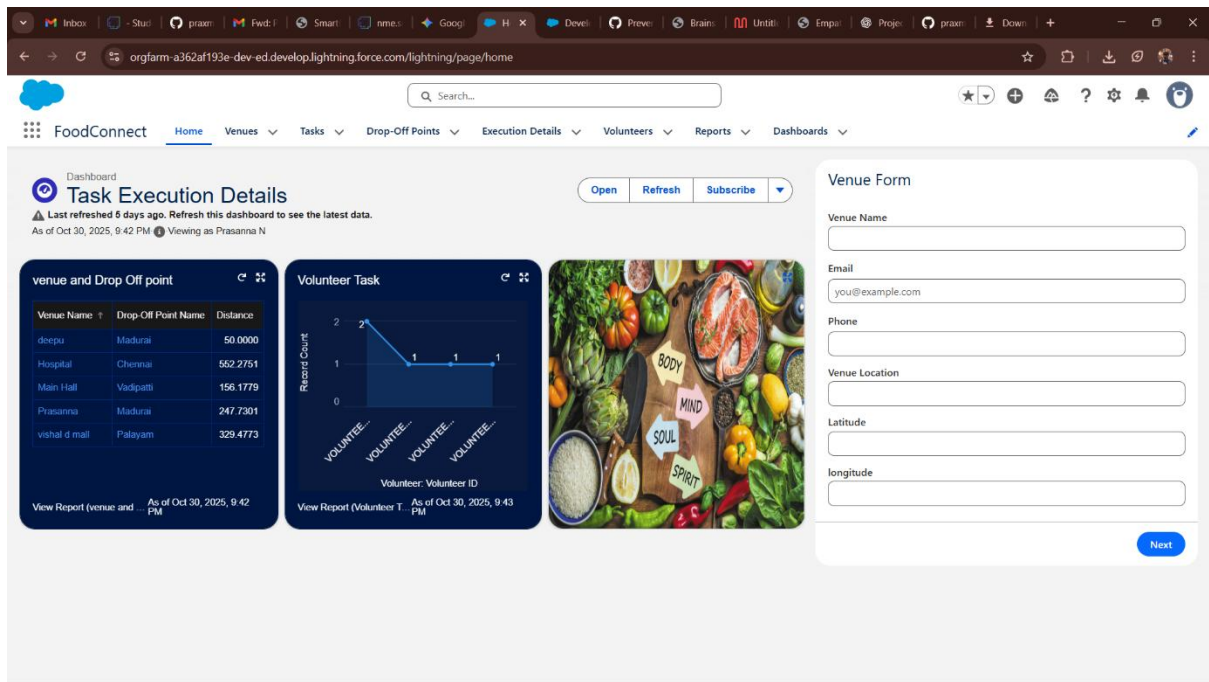 Inbox
- Stud
praxm
Fwd: F
Smart
nme.s
Googl
H
Devel
Prever
Brains
Untitl
Empat
Projec
praxm
Down
orgfarm-a362af193e-dev-ed.develop.lightning.force.com/lightning/page/home
Search...
FoodConnect Home Venues Tasks Drop-Off Points Execution Details Volunteers Reports Dashboards
Dashboard
Task Execution Details
Last refreshed 5 days ago. Refresh this dashboard to see the latest data.
As of Oct 30, 2025, 9:42 PM Viewing as Prasanna N
Open Refresh Subscribe
venue and Drop Off point
Venue Name ↑ Drop-Off Point Name Distance
deepu Madurai 50.0000
Hospital Chennai 552.2751
Main Hall Vadipatti 156.1779
Prasanna Madurai 247.7301
vishal d mall Palayam 329.4773
View Report (venue and ... As of Oct 30, 2025, 9:42 PM
Volunteer Task
Record Count
2
1
0
2 1 1 1
VOLUNTEE... VOLUNTEE... VOLUNTEE... VOLUNTEE...
Volunteer: Volunteer ID
View Report (Volunteer T... As of Oct 30, 2025, 9:43 PM
BODY
MIND
SOUL
SPIRIT
Venue Form
Venue Name
Email
you@example.com
Phone
Venue Location
Latitude
longitude
Next